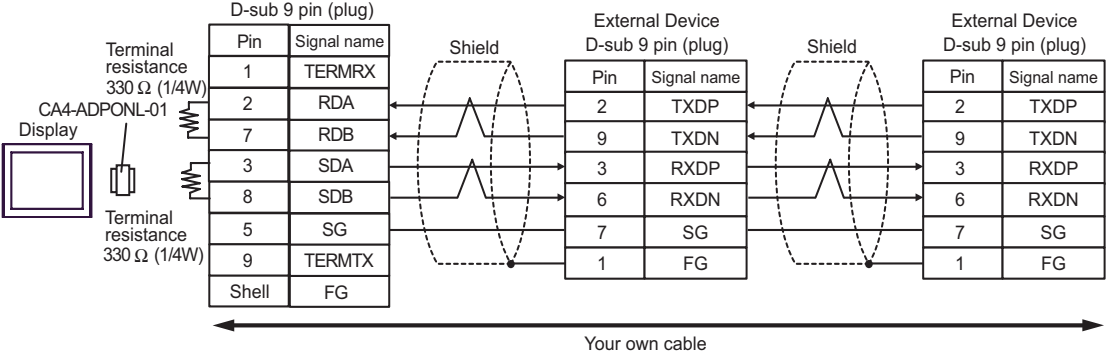 D-sub 9 pin (plug)
Pin Signal name
1 TERMRX
2 RDA
7 RDB
3 SDA
8 SDB
5 SG
9 TERMTX
Shell FG
Terminal
resistance
330 Ω (1/4W)
CA4-ADPONL-01
Display
Terminal
resistance
330 Ω (1/4W)
Shield
External Device
D-sub 9 pin (plug)
Pin Signal name
2 TXDP
9 TXDN
3 RXDP
6 RXDN
7 SG
1 FG
Shield
External Device
D-sub 9 pin (plug)
Pin Signal name
2 TXDP
9 TXDN
3 RXDP
6 RXDN
7 SG
1 FG
Your own cable